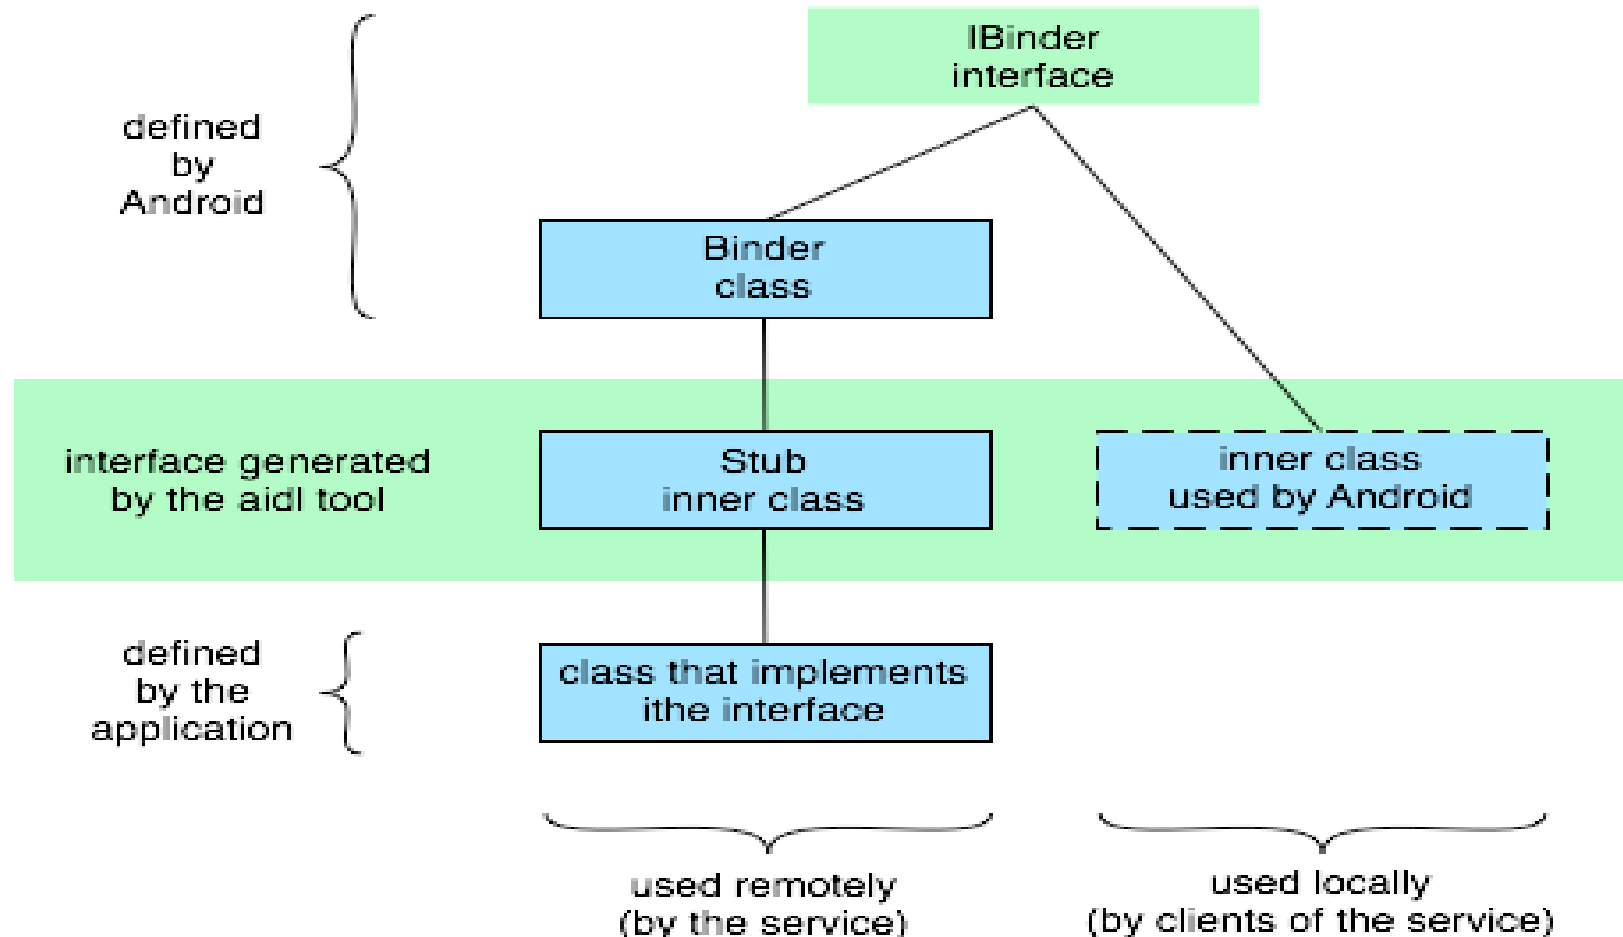 IBinder
interface
defined
by
Android
Binder
class
interface generated
by the aidl tool
Stub
inner class
inner class
used by Android
defined
by the
application
class that implements
ithe interface
used remotely
(by the service)
used locally
(by clients of the service)